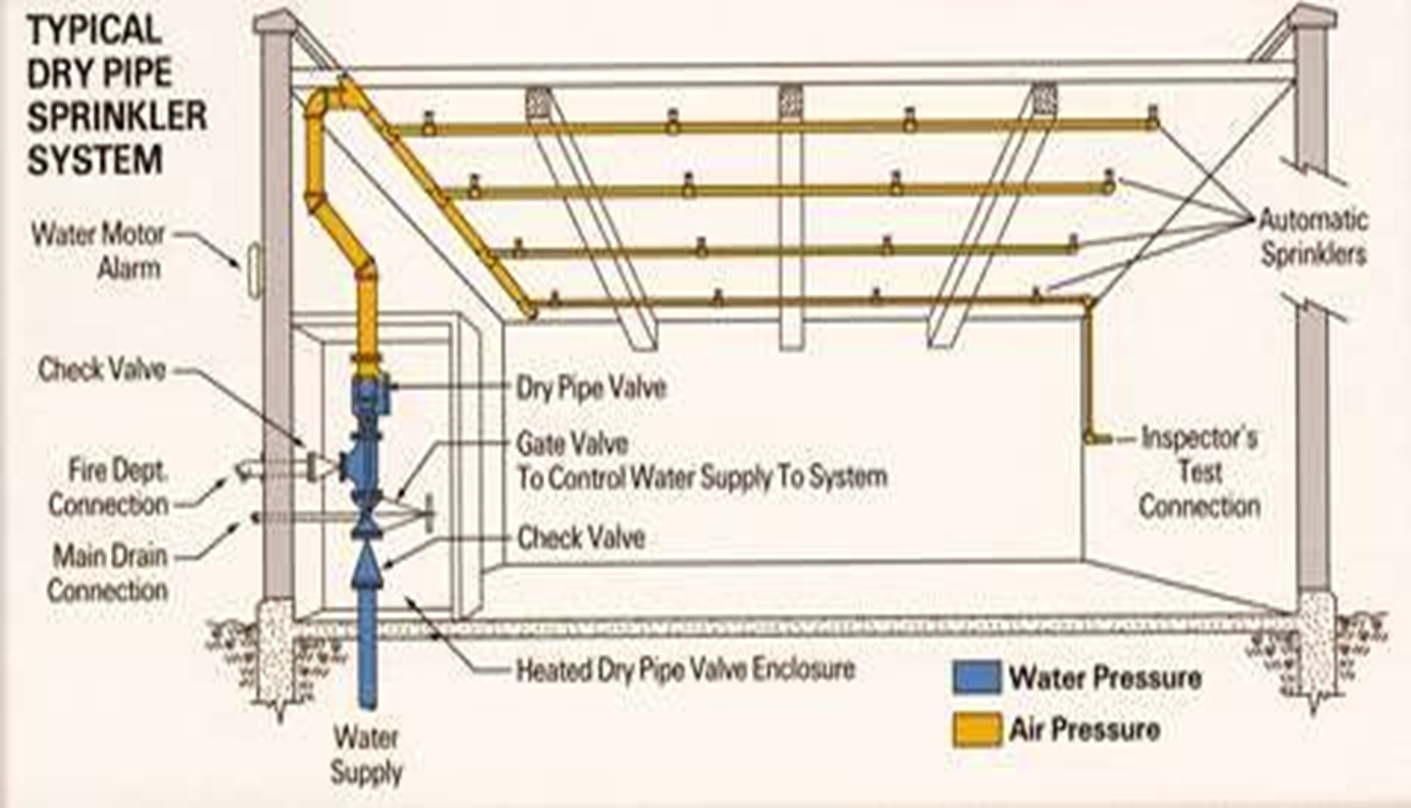 TYPICAL
DRY PIPE
SPRINKLER
SYSTEM
Water Motor
Alarm
Check Valve
Fire Dept.
Connection
Main Drain
Connection
Dry Pipe Valve
Gate Valve
To Control Water Supply To System
Check Valve
Heated Dry Pipe Valve Enclosure
Water
Supply
Automatic
Sprinklers
Inspector's
Test
Connection
Water Pressure
Air Pressure